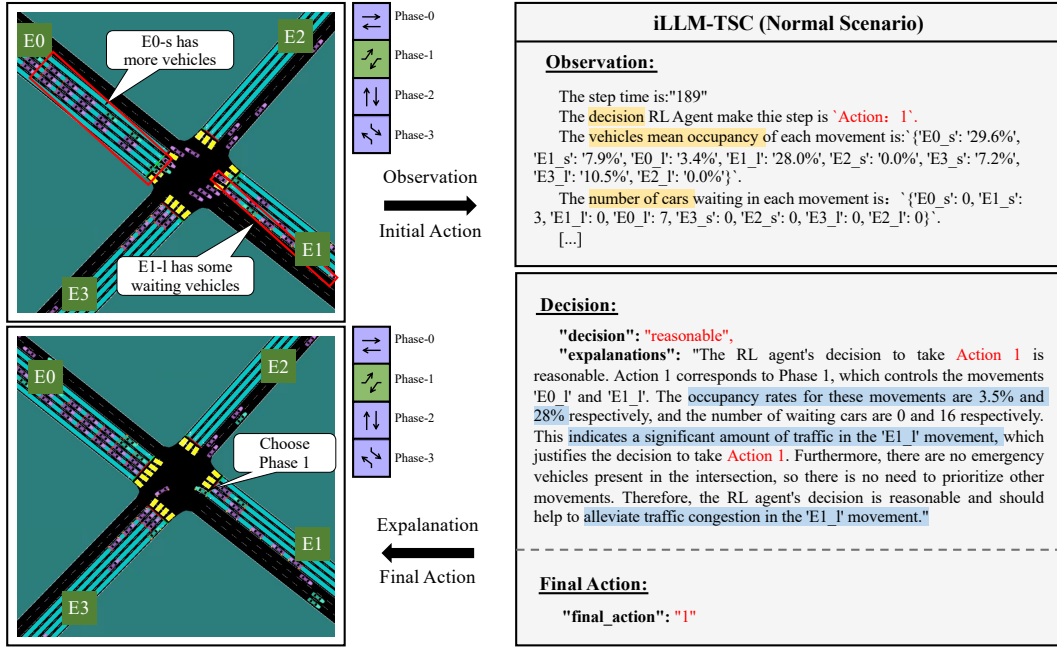 E0
E2
E0-s has
more vehicles
E1-l has some
waiting vehicles
E1
E3
Phase-0
Phase-1
Phase-2
Phase-3
Observation
Initial Action
E0
E2
Choose
Phase 1
E1
E3
Phase-0
Phase-1
Phase-2
Phase-3
Expalanation
Final Action
iLLM-TSC (Normal Scenario)
Observation:
The step time is:"189"
The decision RL Agent make thie step is `Action: 1`.
The vehicles mean occupancy of each movement is:`{'E0_s': '29.6%',
'E1_s': '7.9%', 'E0_l': '3.4%', 'E1_l': '28.0%', 'E2_s': '0.0%', 'E3_s': '7.2%',
'E3_l': '10.5%', 'E2_l': '0.0%'}`.
The number of cars waiting in each movement is: `{'E0_s': 0, 'E1_s':
3, 'E1_l': 0, 'E0_l': 7, 'E3_s': 0, 'E2_s': 0, 'E3_l': 0, 'E2_l': 0}`.
[...]
Decision:
"decision": "reasonable",
"expalanations": "The RL agent's decision to take Action 1 is
reasonable. Action 1 corresponds to Phase 1, which controls the movements
'E0_l' and 'E1_l'. The occupancy rates for these movements are 3.5% and
28% respectively, and the number of waiting cars are 0 and 16 respectively.
This indicates a significant amount of traffic in the 'E1_l' movement, which
justifies the decision to take Action 1. Furthermore, there are no emergency
vehicles present in the intersection, so there is no need to prioritize other
movements. Therefore, the RL agent's decision is reasonable and should
help to alleviate traffic congestion in the 'E1_l' movement."
Final Action:
"final_action": "1"